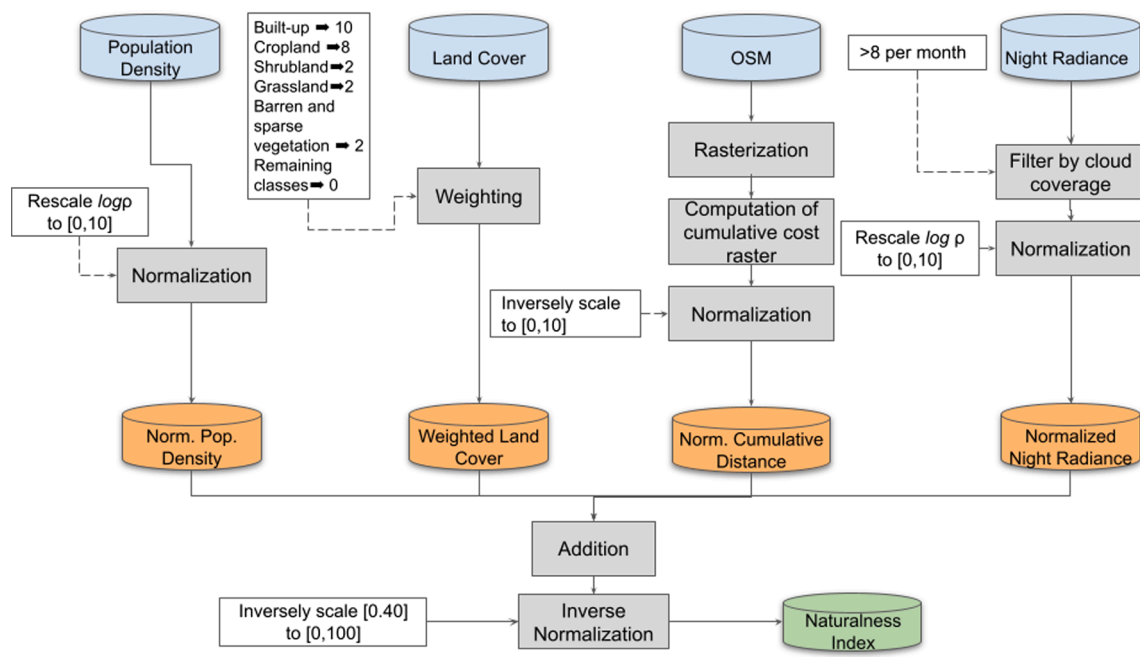 Population
Density
Built-up ➡ 10
Cropland ➡8
Shrubland➡2
Grassland➡2
Barren and
sparse
vegetation ➡ 2
Remaining
classes➡ 0
Land Cover
OSM
>8 per month
Night Radiance
Rasterization
Filter by cloud
coverage
Rescale logρ
to [0,10]
Weighting
Computation of
cumulative cost
raster
Rescale log ρ
to [0,10]
Normalization
Normalization
Inversely scale
to [0,10]
Normalization
Norm. Pop.
Density
Weighted Land
Cover
Norm. Cumulative
Distance
Normalized
Night Radiance
Addition
Inversely scale [0.40]
to [0,100]
Inverse
Normalization
Naturalness
Index